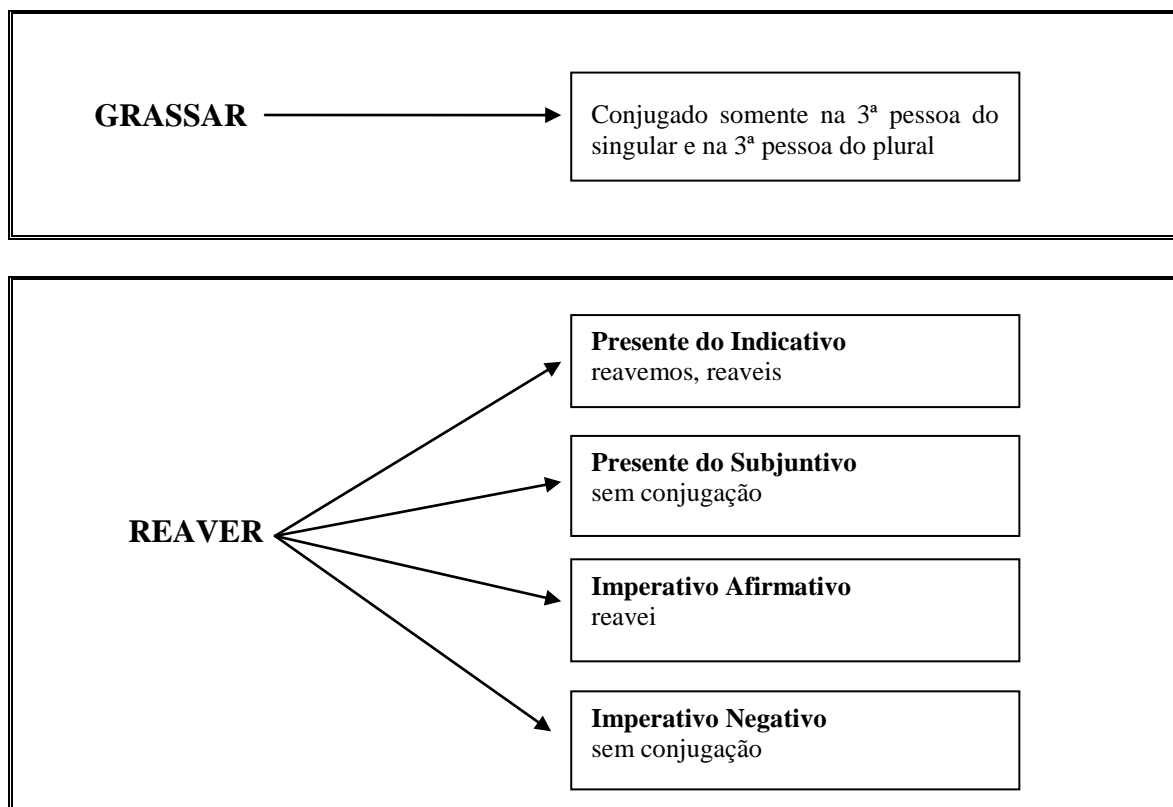 GRASSAR
Conjugado somente na 3ª pessoa do
singular e na 3ª pessoa do plural
REAVER
Presente do Indicativo
reavemos, reaveis
Presente do Subjuntivo
sem conjugação
Imperativo Afirmativo
reavei
Imperativo Negativo
sem conjugação